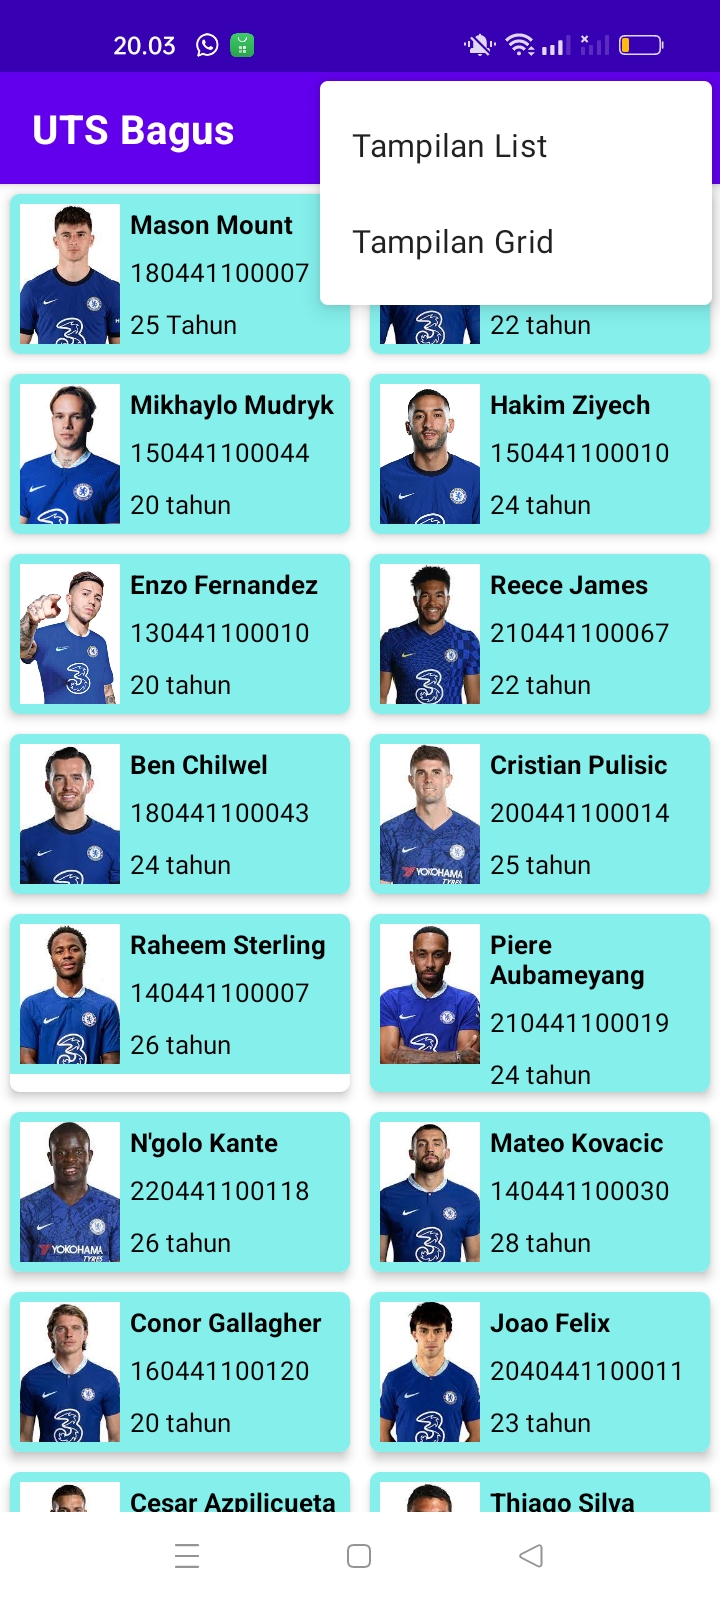 20.03
UTS Bagus
Tampilan List
Tampilan Grid
Mason Mount
180441100007
25 Tahun
22 tahun
Mikhaylo Mudryk
150441100044
20 tahun
Hakim Ziyech
150441100010
24 tahun
Enzo Fernandez
130441100010
20 tahun
Reece James
210441100067
22 tahun
Ben Chilwel
180441100043
24 tahun
Cristian Pulisic
200441100014
25 tahun
YOKOHAMA
TYRES
Raheem Sterling
140441100007
26 tahun
Piere
Aubameyang
210441100019
24 tahun
N'golo Kante
220441100118
26 tahun
YOKOHAMA
TYRES
Mateo Kovacic
140441100030
28 tahun
Conor Gallagher
160441100120
20 tahun
Joao Felix
2040441100011
23 tahun
Cesar Azpilicueta
Thiago Silva